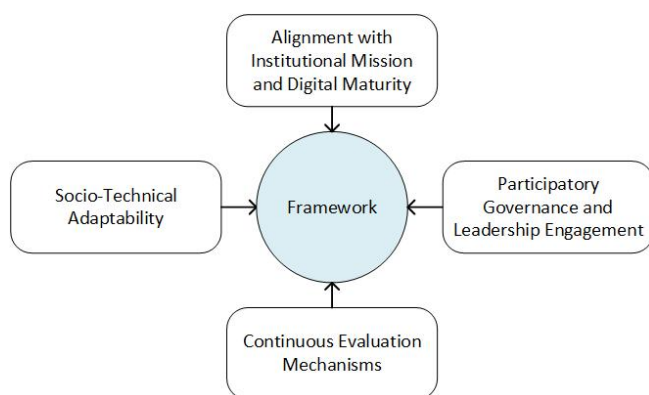 Alignment with
Institutional Mission
and Digital Maturity
Socio-Technical
Adaptability
Framework
Participatory
Governance and
Leadership Engagement
Continuous Evaluation
Mechanisms